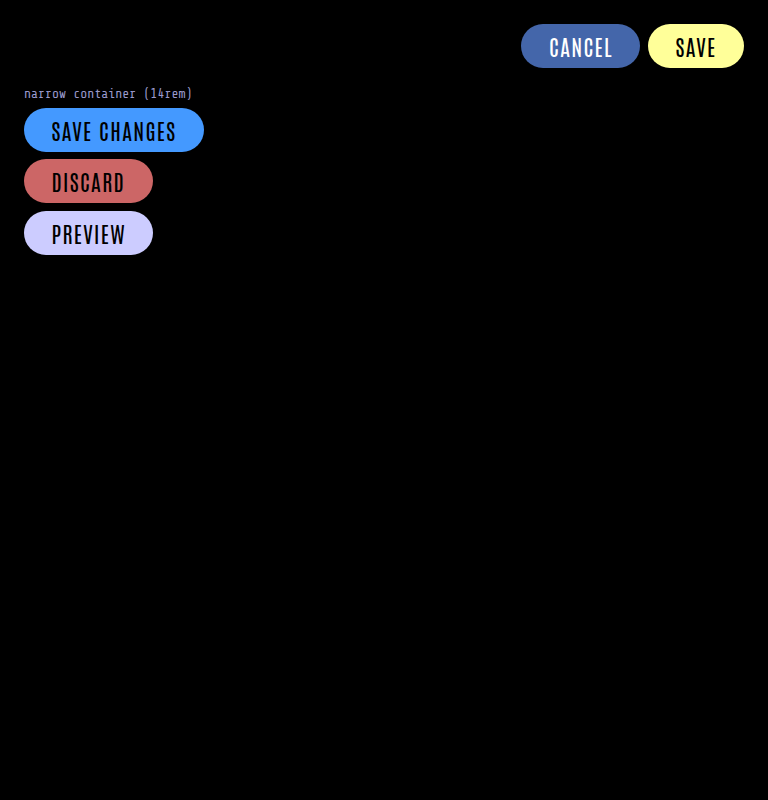 CANCEL SAVE
narrow container (14rem)
SAVE CHANGES
DISCARD
PREVIEW